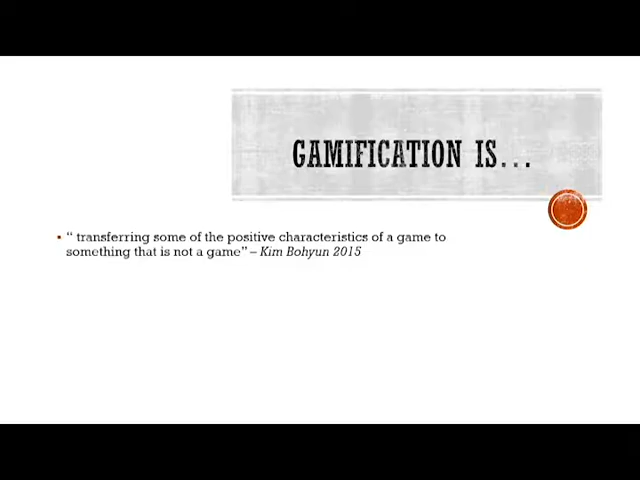 GAMIFICATION IS...
▪ “ transferring some of the positive characteristics of a game to
something that is not a game” – Kim Bohyun 2015